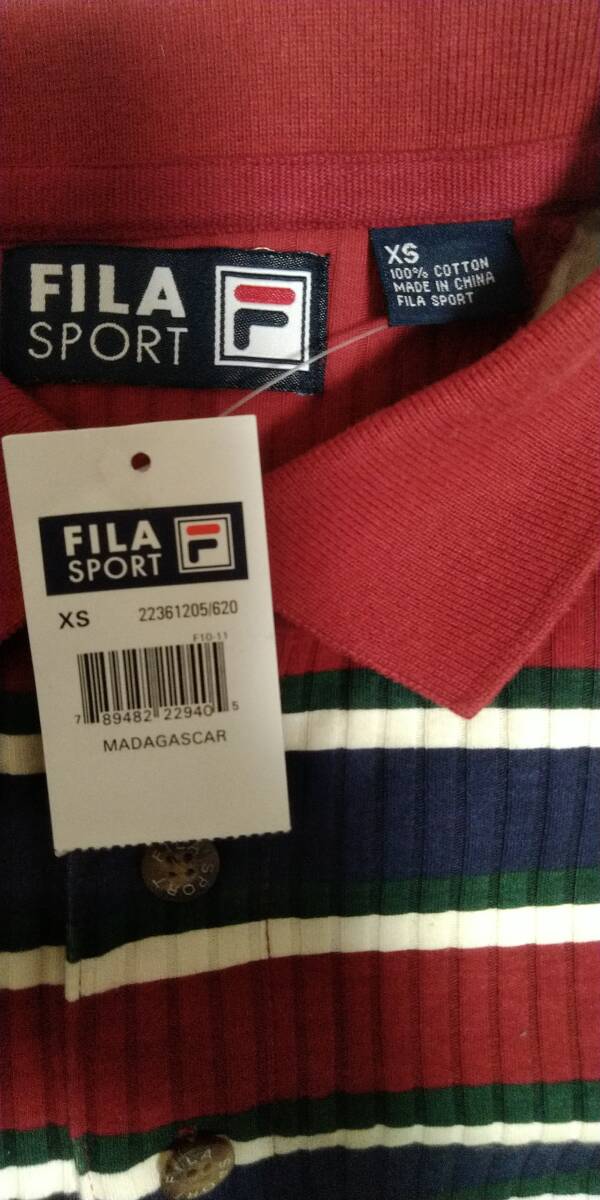 FILA
SPORT
F
XS
100% COTTON
MADE IN CHINA
FILA SPORT
FILA
SPORT
F
XS 22361205/620
F10-11
7 89482 22940 5
MADAGASCAR
FILA
SPORT
FILA